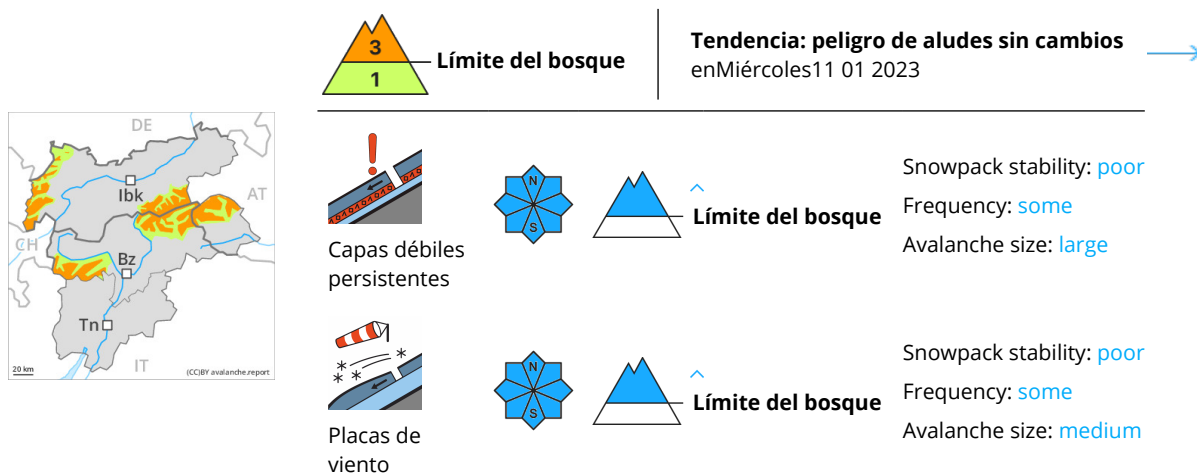 DE
Ibk
AT
CH
Bz
Tn
IT
20 km
(CC)BY avalanche.report
3
1
Límite del bosque
Tendencia: peligro de aludes sin cambios
enMiércoles11 01 2023
Capas débiles
persistentes
N
S
Límite del bosque
Snowpack stability: poor
Frequency: some
Avalanche size: large
Placas de
viento
N
S
Límite del bosque
Snowpack stability: poor
Frequency: some
Avalanche size: medium